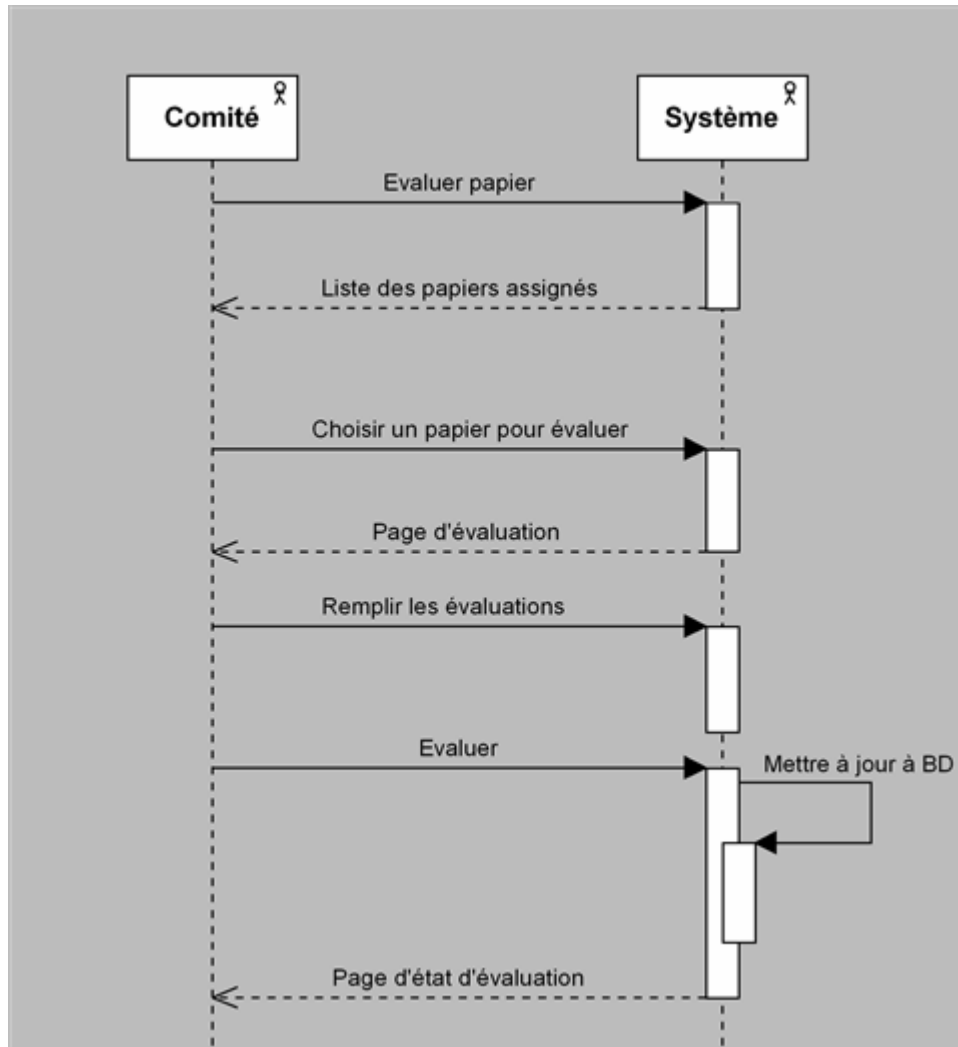 Comité
Système
Evaluer papier
Liste des papiers assignés
Choisir un papier pour évaluer
Page d'évaluation
Remplir les évaluations
Evaluer
Mettre à jour à BD
Page d'état d'évaluation